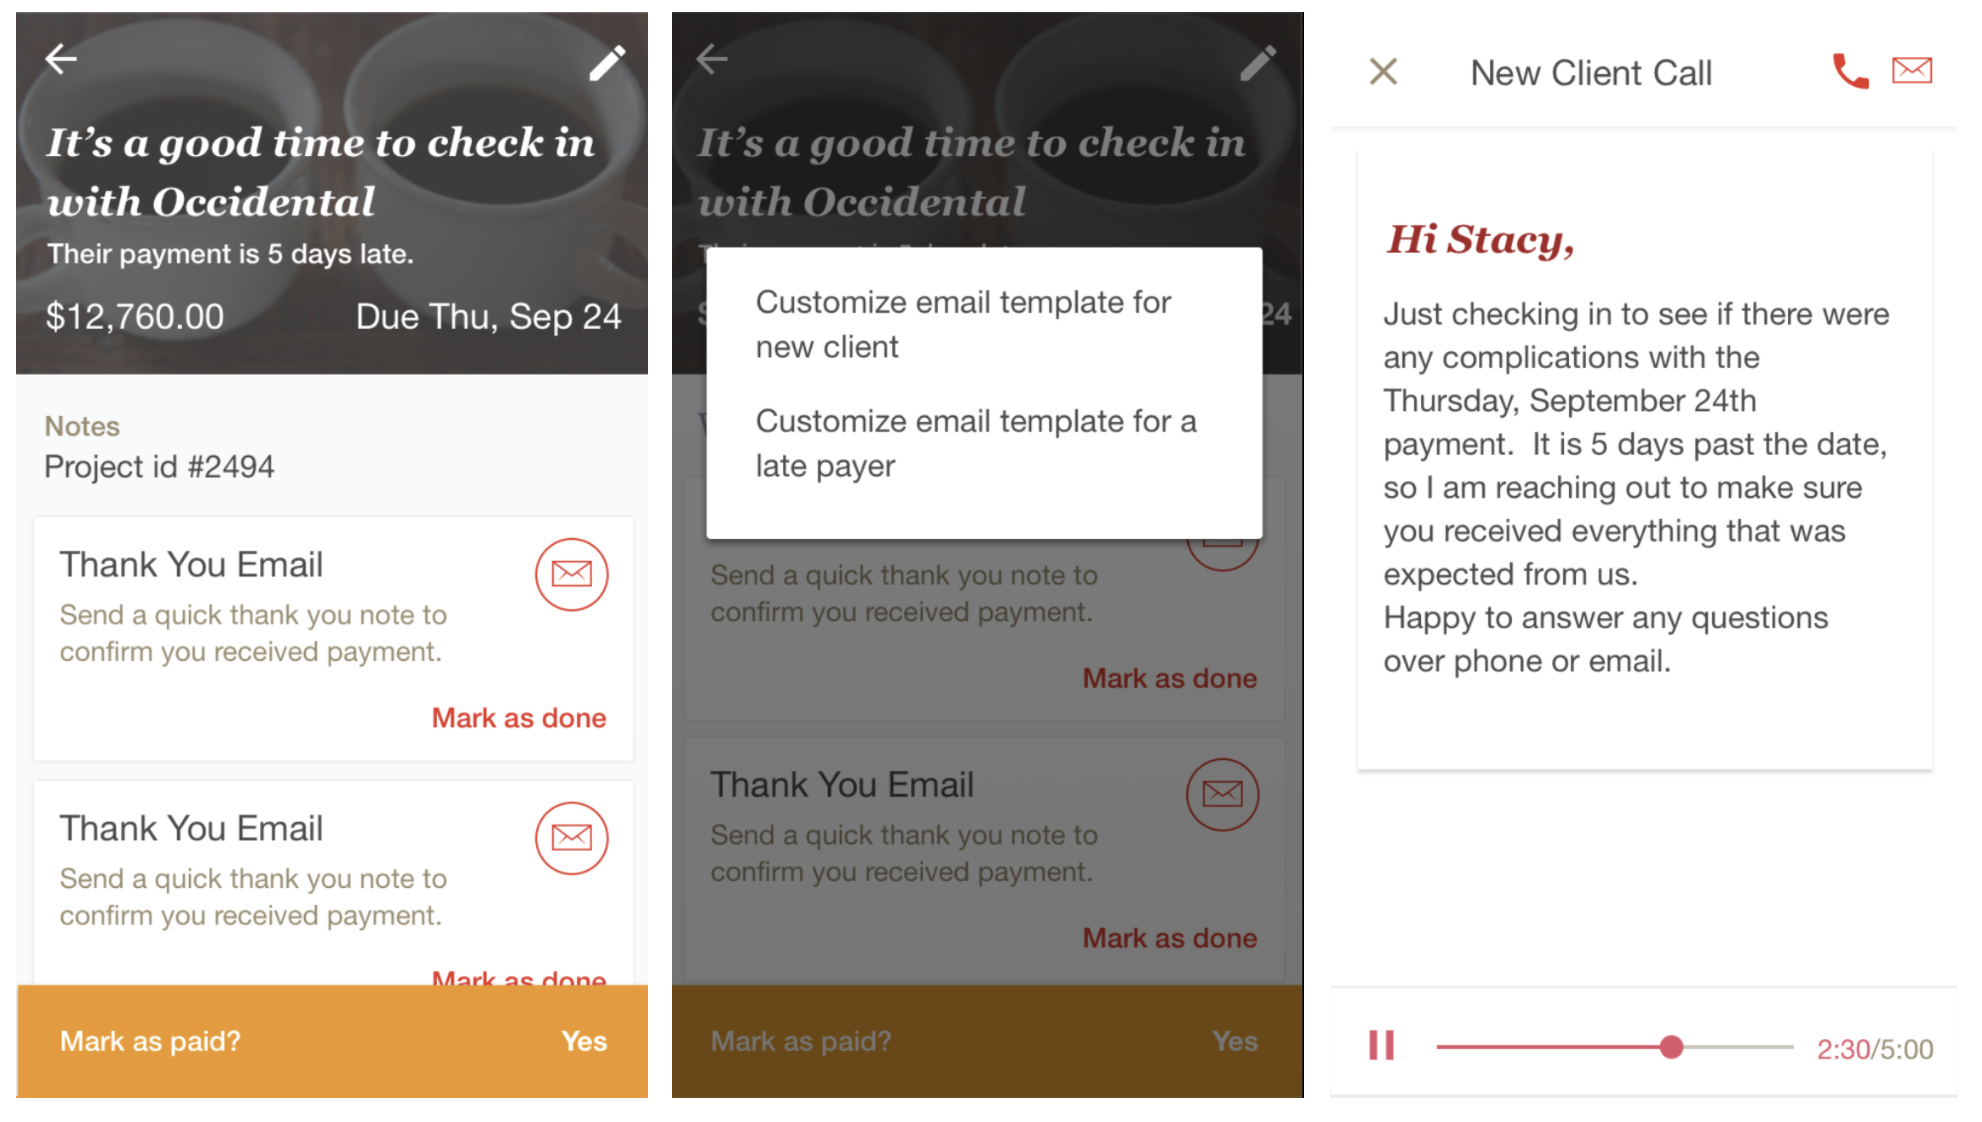 It’s a good time to check in
with Occidental
Their payment is 5 days late.
$12,760.00 Due Thu, Sep 24
Notes
Project id #2494
Thank You Email
Send a quick thank you note to
confirm you received payment.
Mark as done
Thank You Email
Send a quick thank you note to
confirm you received payment.
Mark as done
Mark as paid? Yes
It’s a good time to check in
with Occidental
24
Customize email template for
new client
Customize email template for a
late payer
Send a quick thank you note to
confirm you received payment.
Mark as done
Thank You Email
Send a quick thank you note to
confirm you received payment.
Mark as done
Mark as paid? Yes
New Client Call
Hi Stacy,
Just checking in to see if there were
any complications with the
Thursday, September 24th
payment. It is 5 days past the date,
so I am reaching out to make sure
you received everything that was
expected from us.
Happy to answer any questions
over phone or email.
2:30/5:00